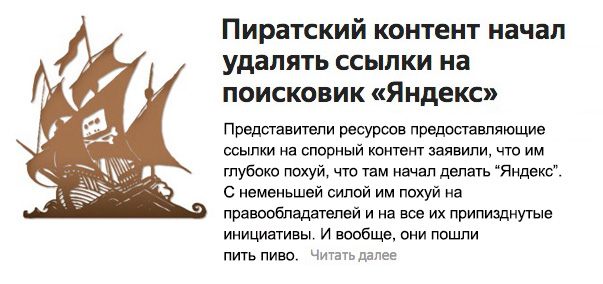 Пиратский контент начал
удалять ссылки на
поисковик «Яндекс»
Представители ресурсов предоставляющие
ссылки на спорный контент заявили, что им
глубоко похуй, что там начал делать “Яндекс”.
С неменьшей силой им похуй на
правообладателей и на все их припизднутые
инициативы. И вообще, они пошли
пить пиво. Читать далее